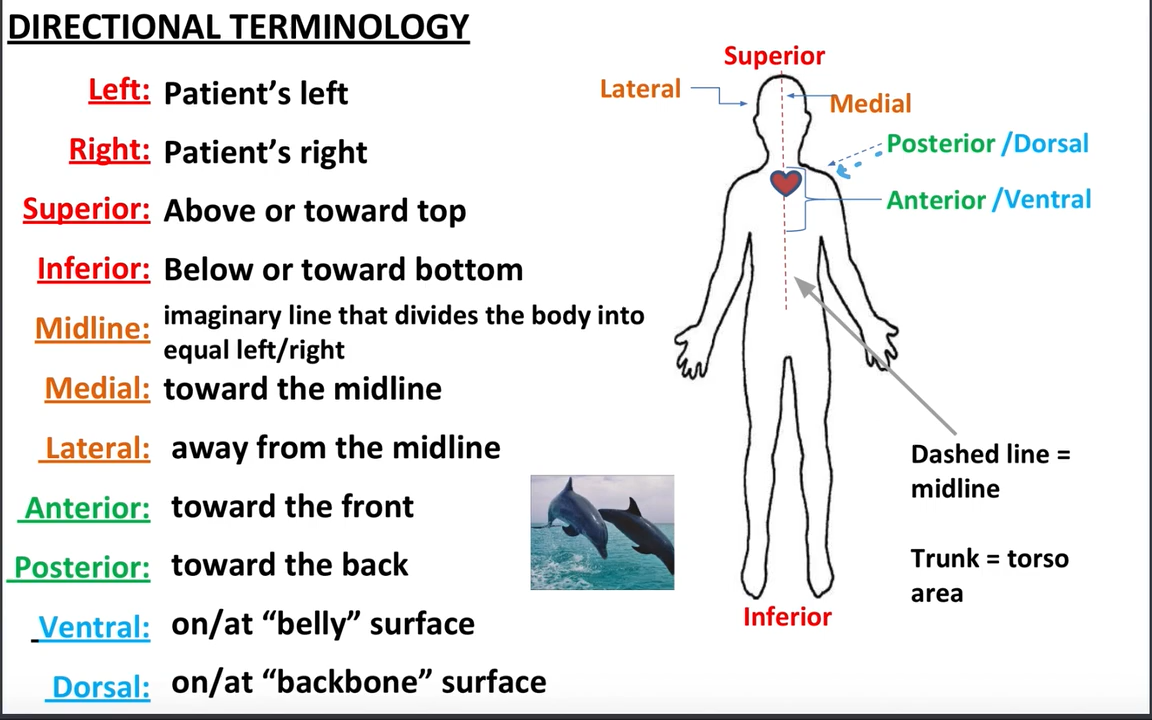 DIRECTIONAL TERMINOLOGY
Left: Patient’s left
Right: Patient’s right
Superior: Above or toward top
Inferior: Below or toward bottom
Midline: imaginary line that divides the body into
equal left/right
Medial: toward the midline
Lateral: away from the midline
Anterior: toward the front
Posterior: toward the back
Ventral: on/at “belly” surface
Dorsal: on/at “backbone” surface
Superior
Lateral
Medial
Posterior /Dorsal
Anterior /Ventral
Dashed line =
midline
Trunk = torso
area
Inferior